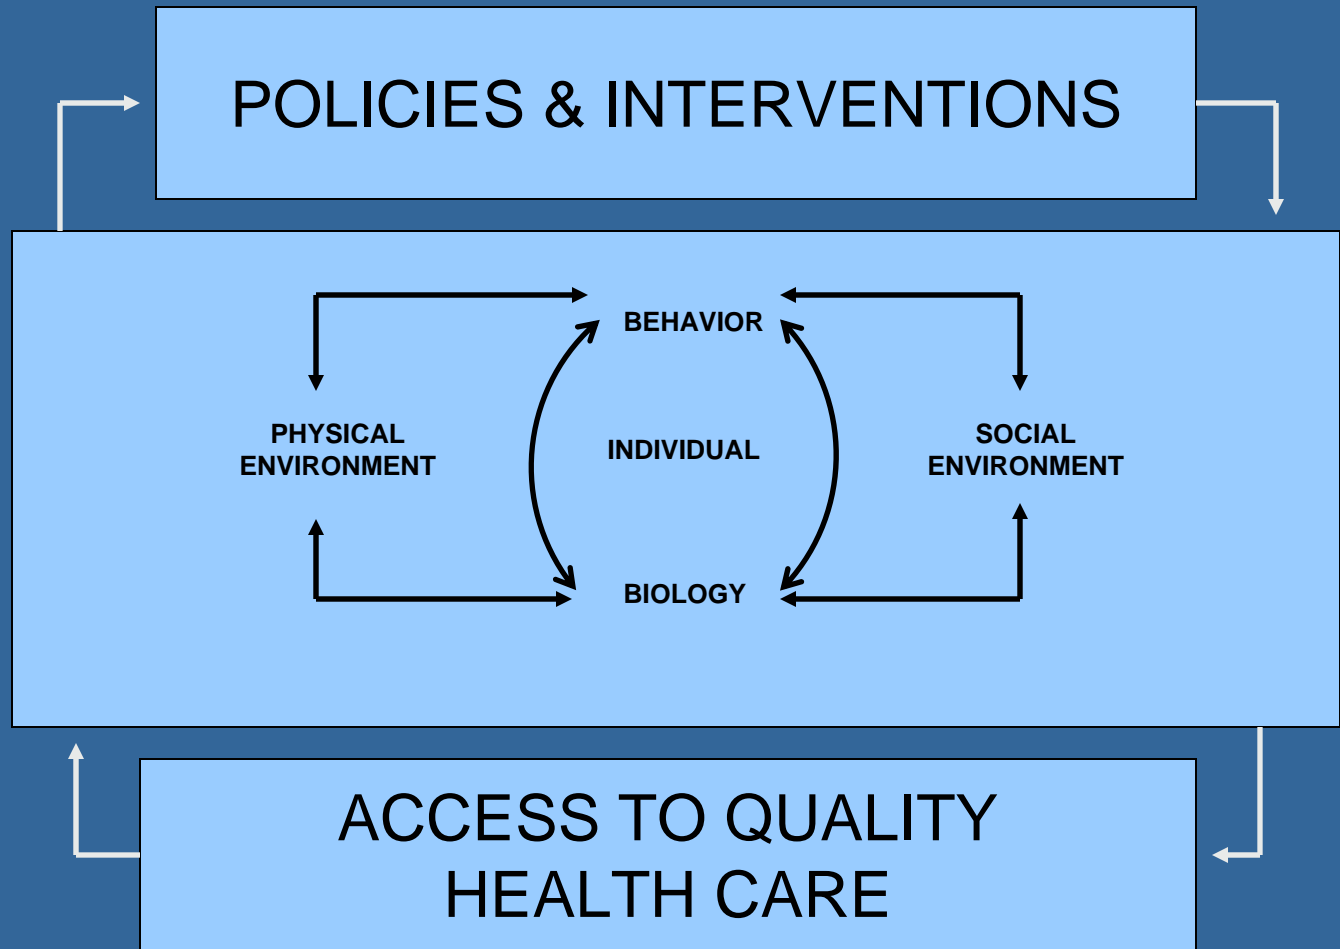 POLICIES & INTERVENTIONS
BEHAVIOR
PHYSICAL
ENVIRONMENT
INDIVIDUAL
SOCIAL
ENVIRONMENT
BIOLOGY
ACCESS TO QUALITY
HEALTH CARE